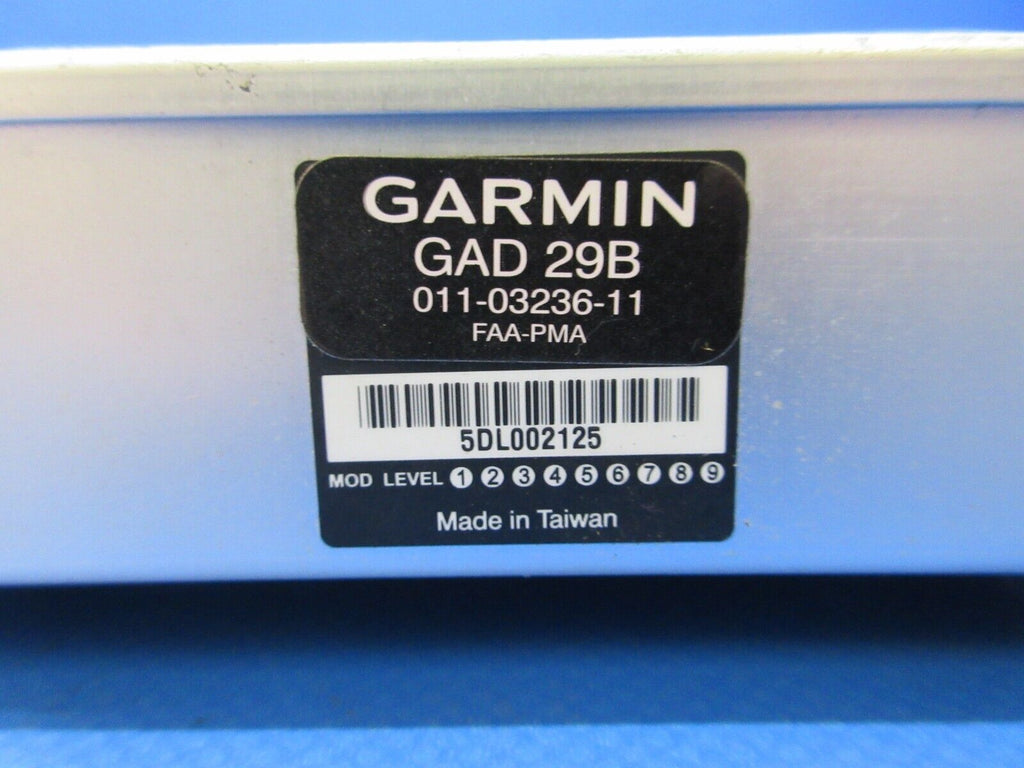 GARMIN
GAD 29B
011-03236-11
FAA-PMA
5DL002125
MOD LEVEL 1 2 3 4 5 6 7 8 9
Made in Taiwan